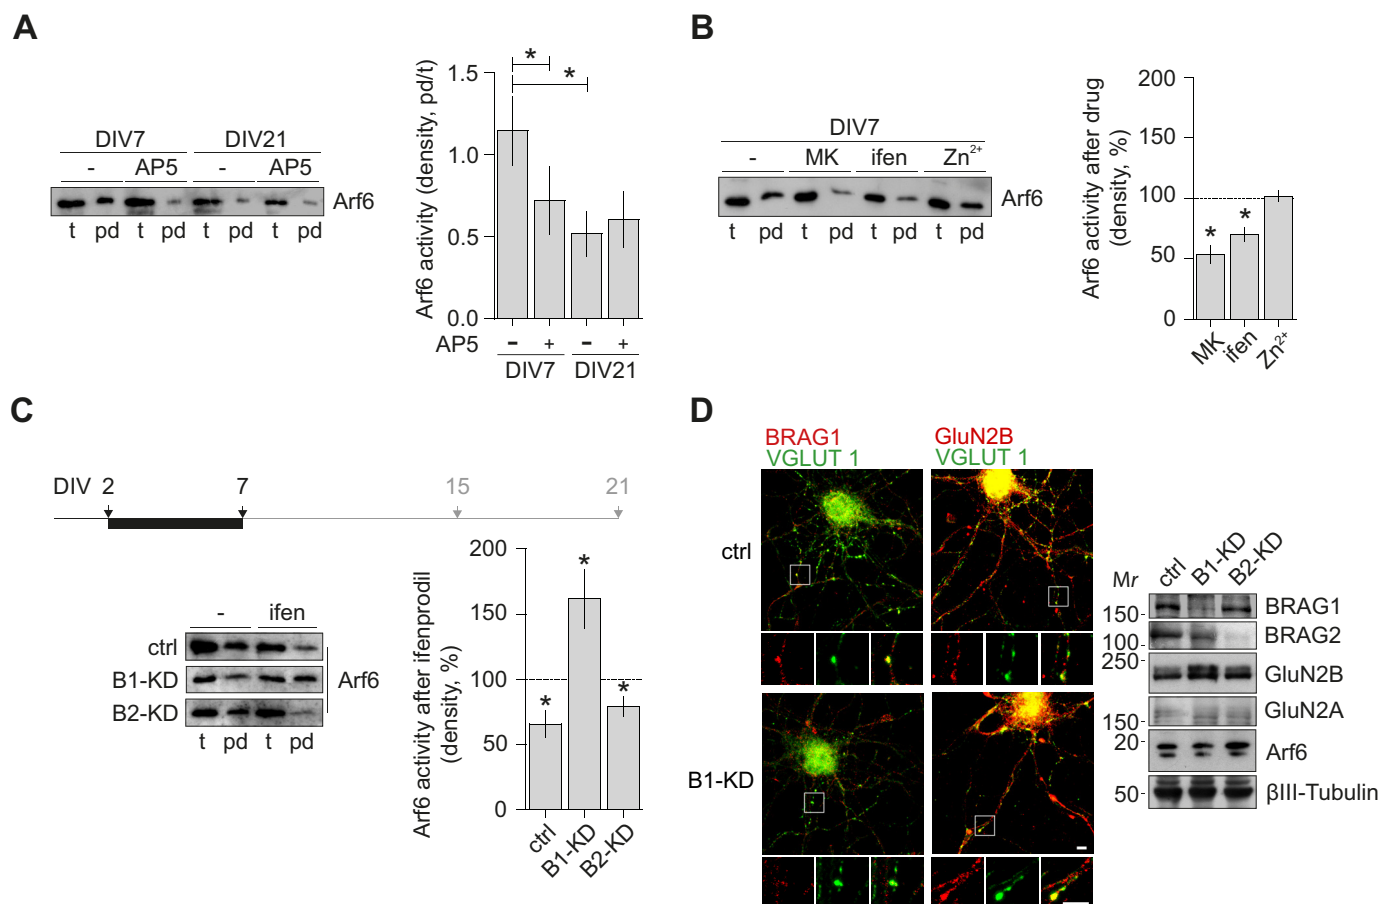 A
DIV7 DIV21
- AP5 - AP5
Arf6
t pd t pd t pd t pd
Arf6 activity (density, pd/t)
1.5
1.0
0.5
0.0
* *
AP5 - + - +
DIV7 DIV21
B
DIV7
- MK ifen Zn2+
Arf6
t pd t pd t pd t pd
Arf6 activity after drug
(density, %)
200
150
100
50
0
* *
MK ifen Zn2+
C
DIV 2 7 15 21
- ifen
ctrl
B1-KD
B2-KD
Arf6
t pd t pd
Arf6 activity after ifenprodil
(density, %)
200
150
100
50
0
* * *
ctrl B1-KD B2-KD
D
BRAG1 GluN2B
VGLUT 1 VGLUT 1
ctrl
B1-KD
Mr ctrl B1-KD B2-KD
150- BRAG1
100- BRAG2
250- GluN2B
150- GluN2A
20- Arf6
50- βIII-Tubulin